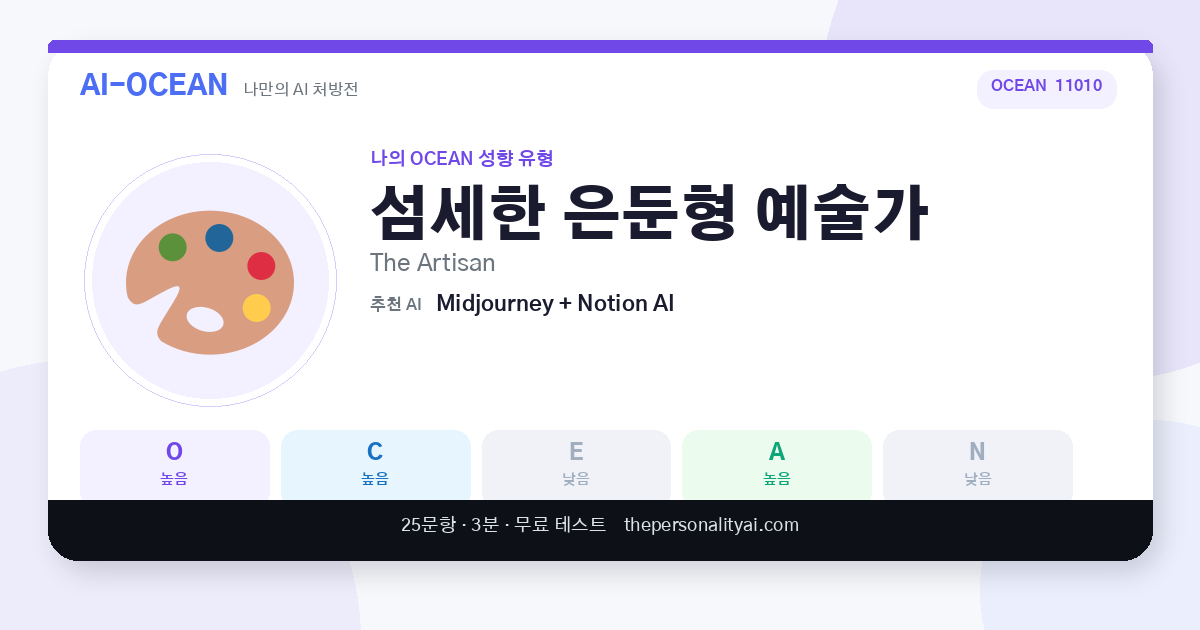 AI-OCEAN 나만의 AI 처방전
OCEAN 11010
나의 OCEAN 성향 유형
섬세한 은둔형 예술가
The Artisan
추천 AI Midjourney + Notion AI
O C E A N
높음 높음 낮음 높음 낮음
25문항 · 3분 · 무료 테스트 thepersonalityai.com